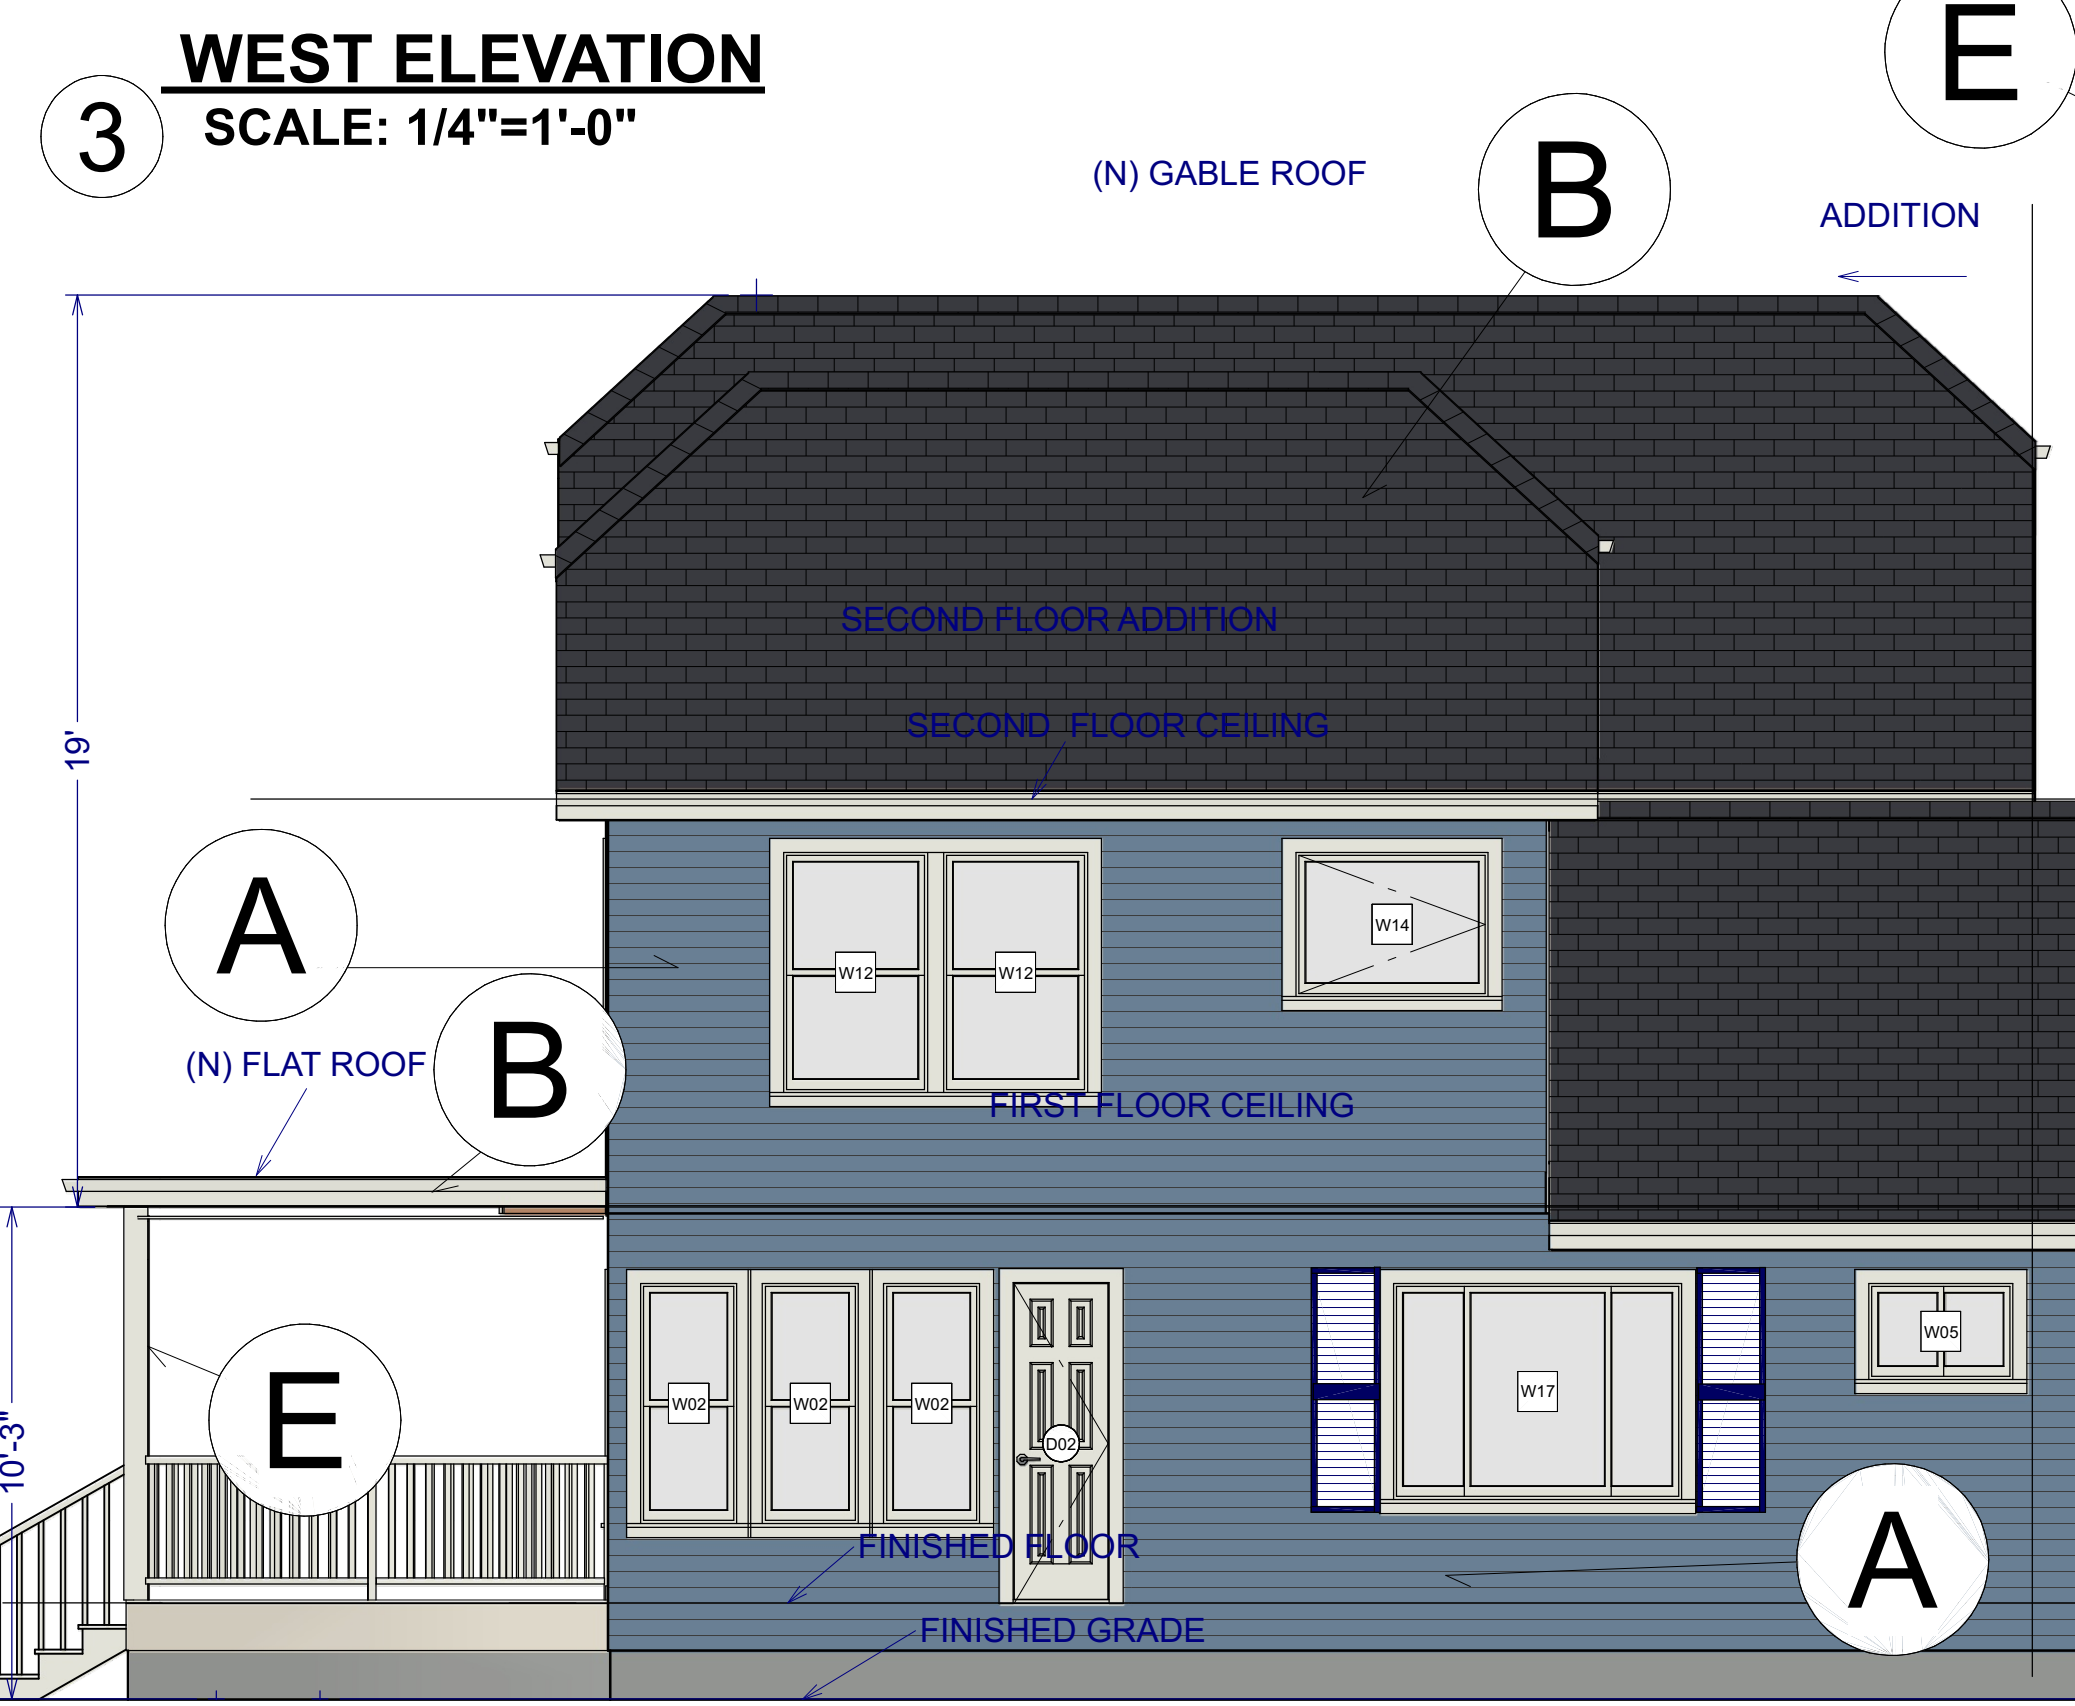 WEST ELEVATION
3
SCALE: 1/4"=1'-0"
E
(N) GABLE ROOF
B
ADDITION
SECOND FLOOR ADDITION
SECOND FLOOR CEILING
19'
A
W12
W12
W14
(N) FLAT ROOF
B
FIRST FLOOR CEILING
E
10'-3"
W02
W02
W02
D02
W17
W05
A
FINISHED FLOOR
FINISHED GRADE